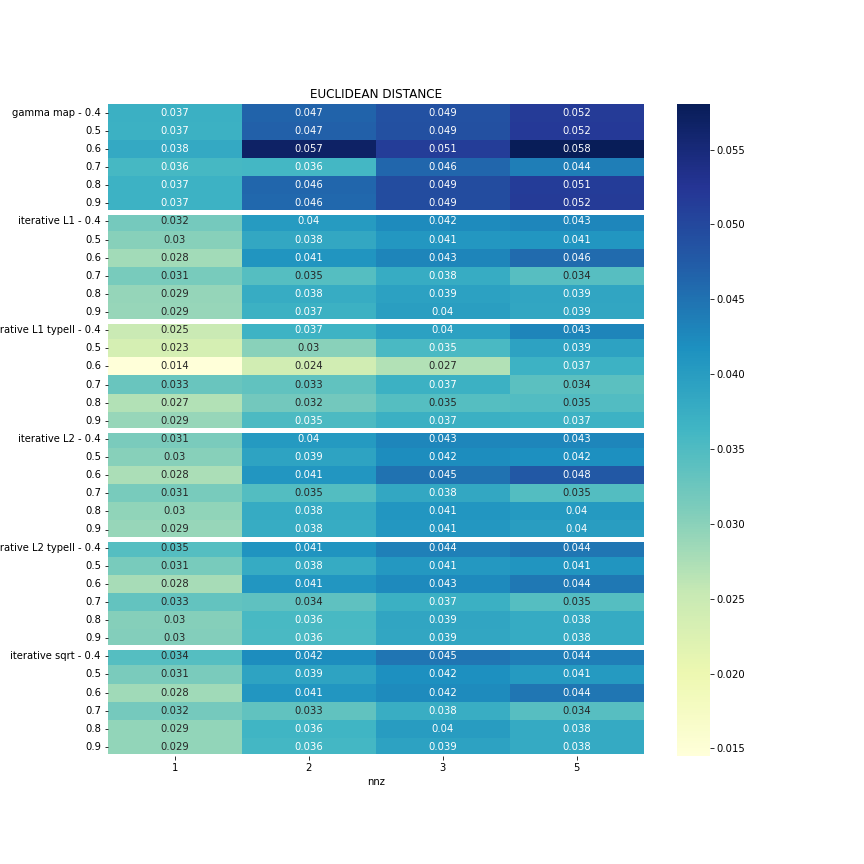 EUCLIDEAN DISTANCE
gamma map - 0.4 0.037 0.047 0.049 0.052
0.5 0.037 0.047 0.049 0.052
0.6 0.038 0.057 0.051 0.058
0.7 0.036 0.036 0.046 0.044
0.8 0.037 0.046 0.049 0.051
0.9 0.037 0.046 0.049 0.052
iterative L1 - 0.4 0.032 0.04 0.042 0.043
0.5 0.03 0.038 0.041 0.041
0.6 0.028 0.041 0.043 0.046
0.7 0.031 0.035 0.038 0.034
0.8 0.029 0.038 0.039 0.039
0.9 0.029 0.037 0.04 0.039
rative L1 typeII - 0.4 0.025 0.037 0.04 0.043
0.5 0.023 0.03 0.035 0.039
0.6 0.014 0.024 0.027 0.037
0.7 0.033 0.033 0.037 0.034
0.8 0.027 0.032 0.035 0.035
0.9 0.029 0.035 0.037 0.037
iterative L2 - 0.4 0.031 0.04 0.043 0.043
0.5 0.03 0.039 0.042 0.042
0.6 0.028 0.041 0.045 0.048
0.7 0.031 0.035 0.038 0.035
0.8 0.03 0.038 0.041 0.04
0.9 0.029 0.038 0.041 0.04
rative L2 typeII - 0.4 0.035 0.041 0.044 0.044
0.5 0.031 0.038 0.041 0.041
0.6 0.028 0.041 0.043 0.044
0.7 0.033 0.034 0.037 0.035
0.8 0.03 0.036 0.039 0.038
0.9 0.03 0.036 0.039 0.038
iterative sqrt - 0.4 0.034 0.042 0.045 0.044
0.5 0.031 0.039 0.042 0.041
0.6 0.028 0.041 0.042 0.044
0.7 0.032 0.033 0.038 0.034
0.8 0.029 0.036 0.04 0.038
0.9 0.029 0.036 0.039 0.038
1 2 3 5
nnz
0.055
0.050
0.045
0.040
0.035
0.030
0.025
0.020
0.015